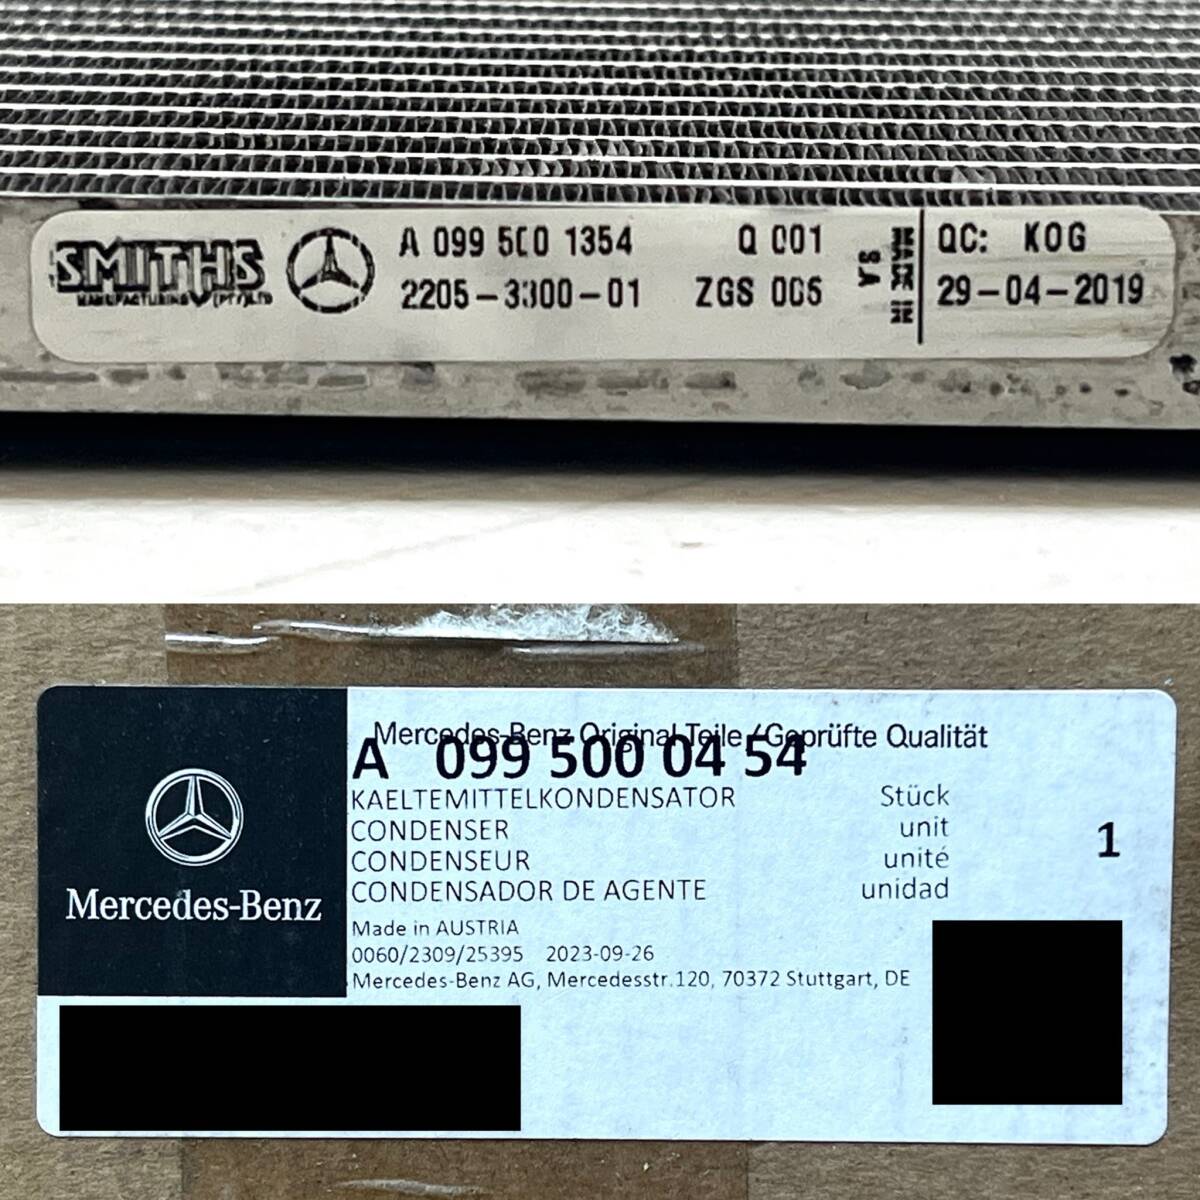 SMITHS
MANUFACTURING (PTY)LTD
A 099 500 1354 Q 001
2205-3300-01 ZGS 006
MADE IN
S A
QC: KOG
29-04-2019
Mercedes-Benz Original-Teile / Geprüfte Qualität
A 099 500 04 54
KAELTEMITTELKONDENSATOR Stück
CONDENSER unit
CONDENSEUR unité
CONDENSADOR DE AGENTE unidad
1
Made in AUSTRIA
0060/2309/25395 2023-09-26
Mercedes-Benz AG, Mercedesstr.120, 70372 Stuttgart, DE
Mercedes-Benz